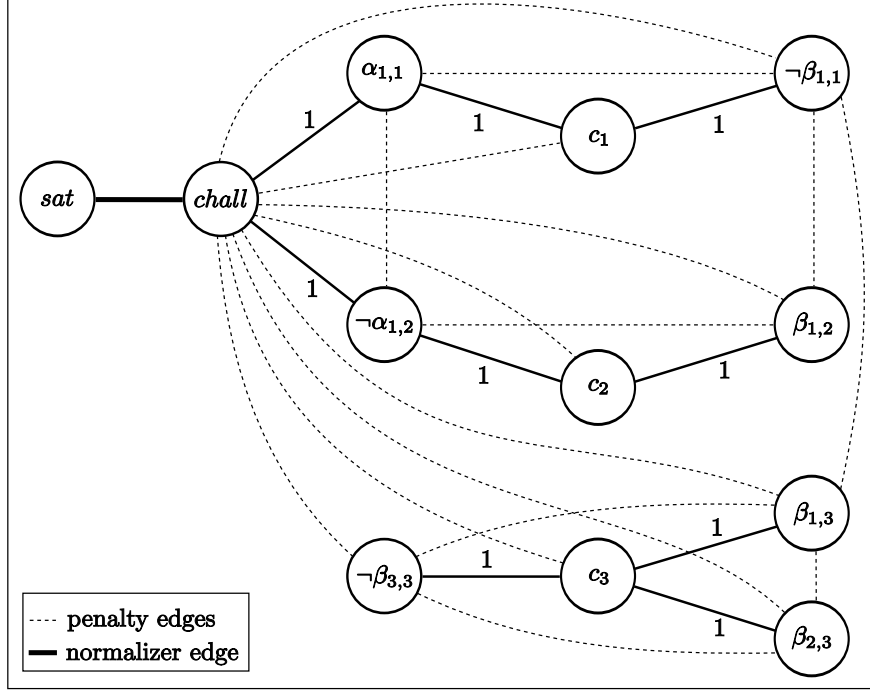 α1,1
¬β1,1
1
1
1
c1
sat
chall
1
¬α1,2
β1,2
1
1
c2
β1,3
1
¬β3,3
1
c3
1
β2,3
penalty edges
normalizer edge